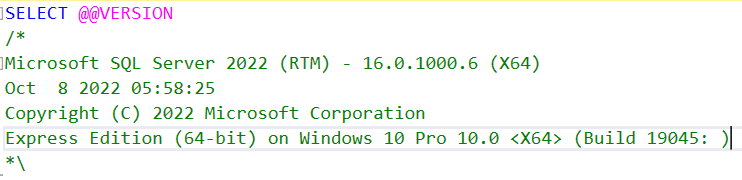 SELECT @@VERSION
/*
Microsoft SQL Server 2022 (RTM) - 16.0.1000.6 (X64)
Oct  8 2022 05:58:25
Copyright (C) 2022 Microsoft Corporation
Express Edition (64-bit) on Windows 10 Pro 10.0 <X64> (Build 19045: )
*\